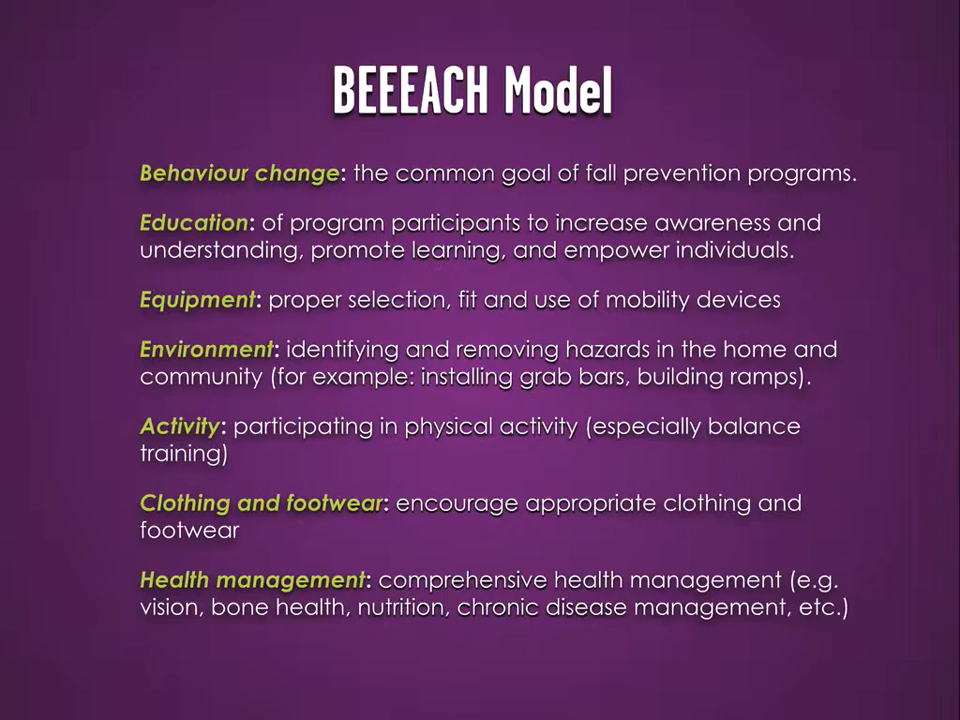 BEEEACH Model
Behaviour change: the common goal of fall prevention programs.
Education: of program participants to increase awareness and
understanding, promote learning, and empower individuals.
Equipment: proper selection, fit and use of mobility devices
Environment: identifying and removing hazards in the home and
community (for example: installing grab bars, building ramps).
Activity: participating in physical activity (especially balance
training)
Clothing and footwear: encourage appropriate clothing and
footwear
Health management: comprehensive health management (e.g.
vision, bone health, nutrition, chronic disease management, etc.)